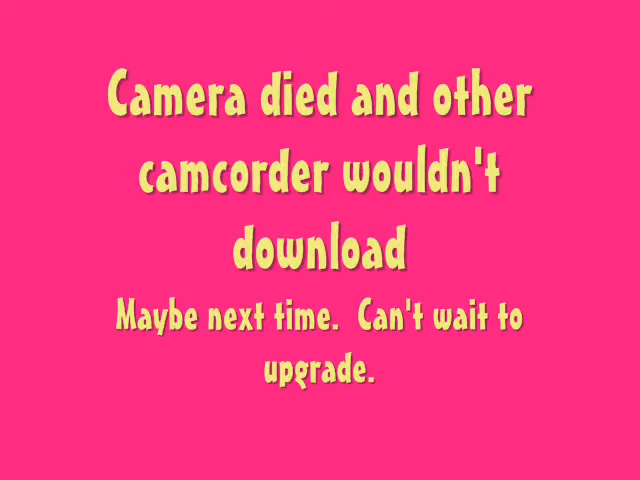 Camera died and other
camcorder wouldn't
download
Maybe next time.  Can't wait to
upgrade.